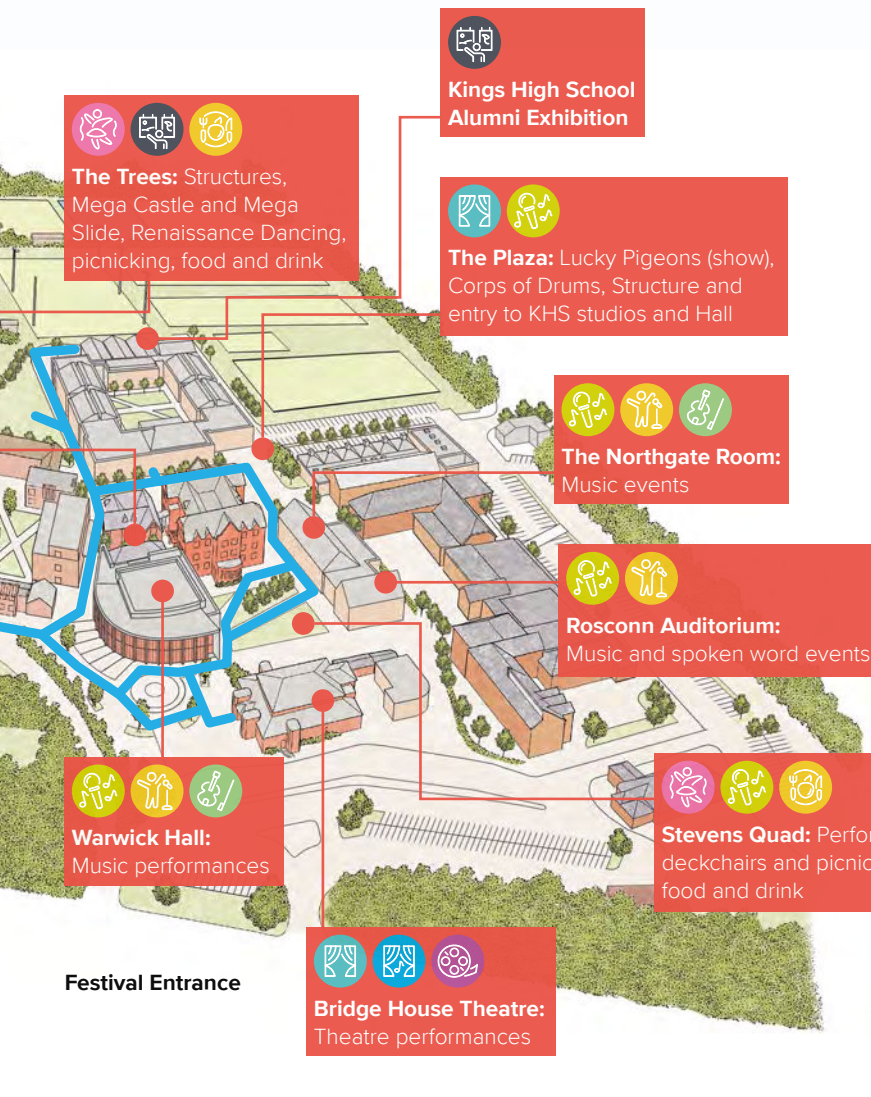 Kings High School
Alumni Exhibition
The Trees: Structures,
Mega Castle and Mega
Slide, Renaissance Dancing,
picnicking, food and drink
The Plaza: Lucky Pigeons (show),
Corps of Drums, Structure and
entry to KHS studios and Hall
The Northgate Room:
Music events
Rosconn Auditorium:
Music and spoken word events
Warwick Hall:
Music performances
Stevens Quad:
deckchairs and
food and drink
Festival Entrance
Bridge House Theatre:
Theatre performances